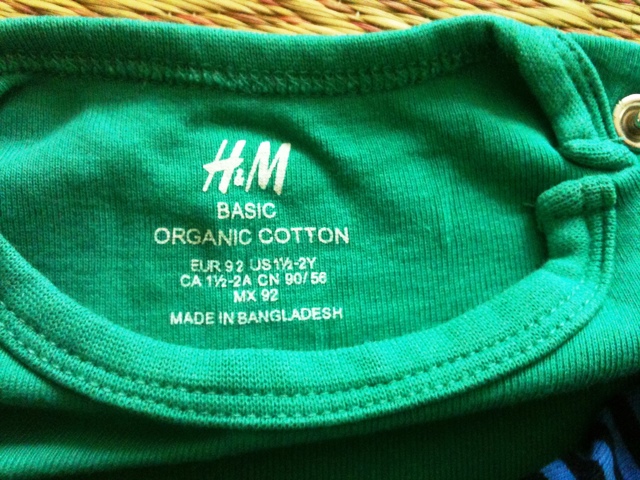 H&M
BASIC
ORGANIC COTTON
EUR 92 US 1½-2Y
CA 1½-2A CN 90/56
MX 92
MADE IN BANGLADESH